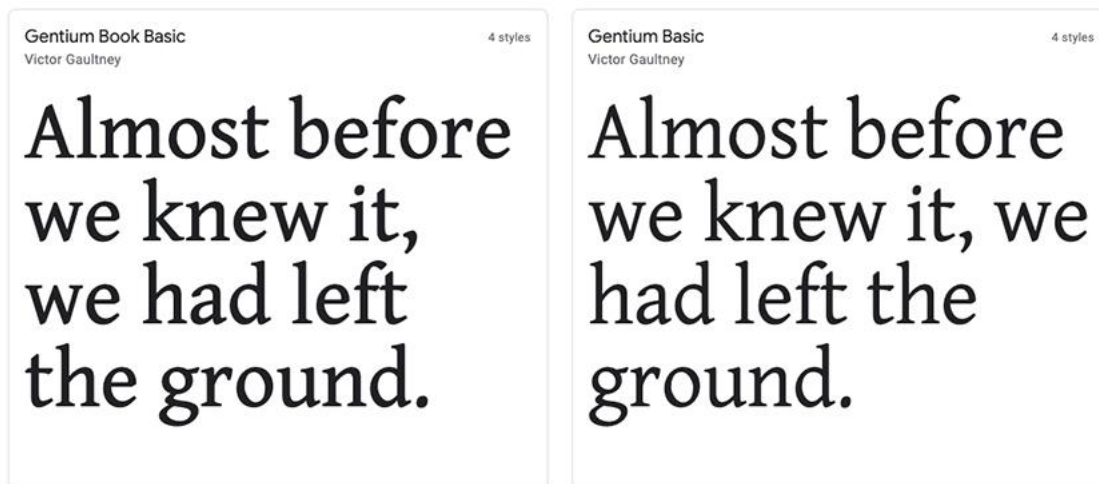 Gentium Book Basic
4 styles
Victor Gaultney
Almost before
we knew it,
we had left
the ground.
Gentium Basic
4 styles
Victor Gaultney
Almost before
we knew it, we
had left the
ground.